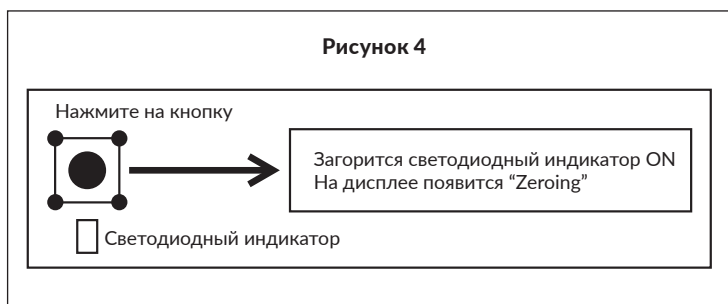 Рисунок 4
Нажмите на кнопку
Загорится светодиодный индикатор ON
На дисплее появится “Zeroing”
Светодиодный индикатор